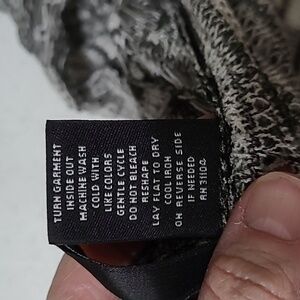 TURN GARMENT
INSIDE OUT
MACHINE WASH
COLD WITH
LIKE COLORS
GENTLE CYCLE
DO NOT BLEACH
RESHAPE
LAY FLAT TO DRY
COOL IRON
ON REVERSE SIDE
IF NEEDED
RN 31104